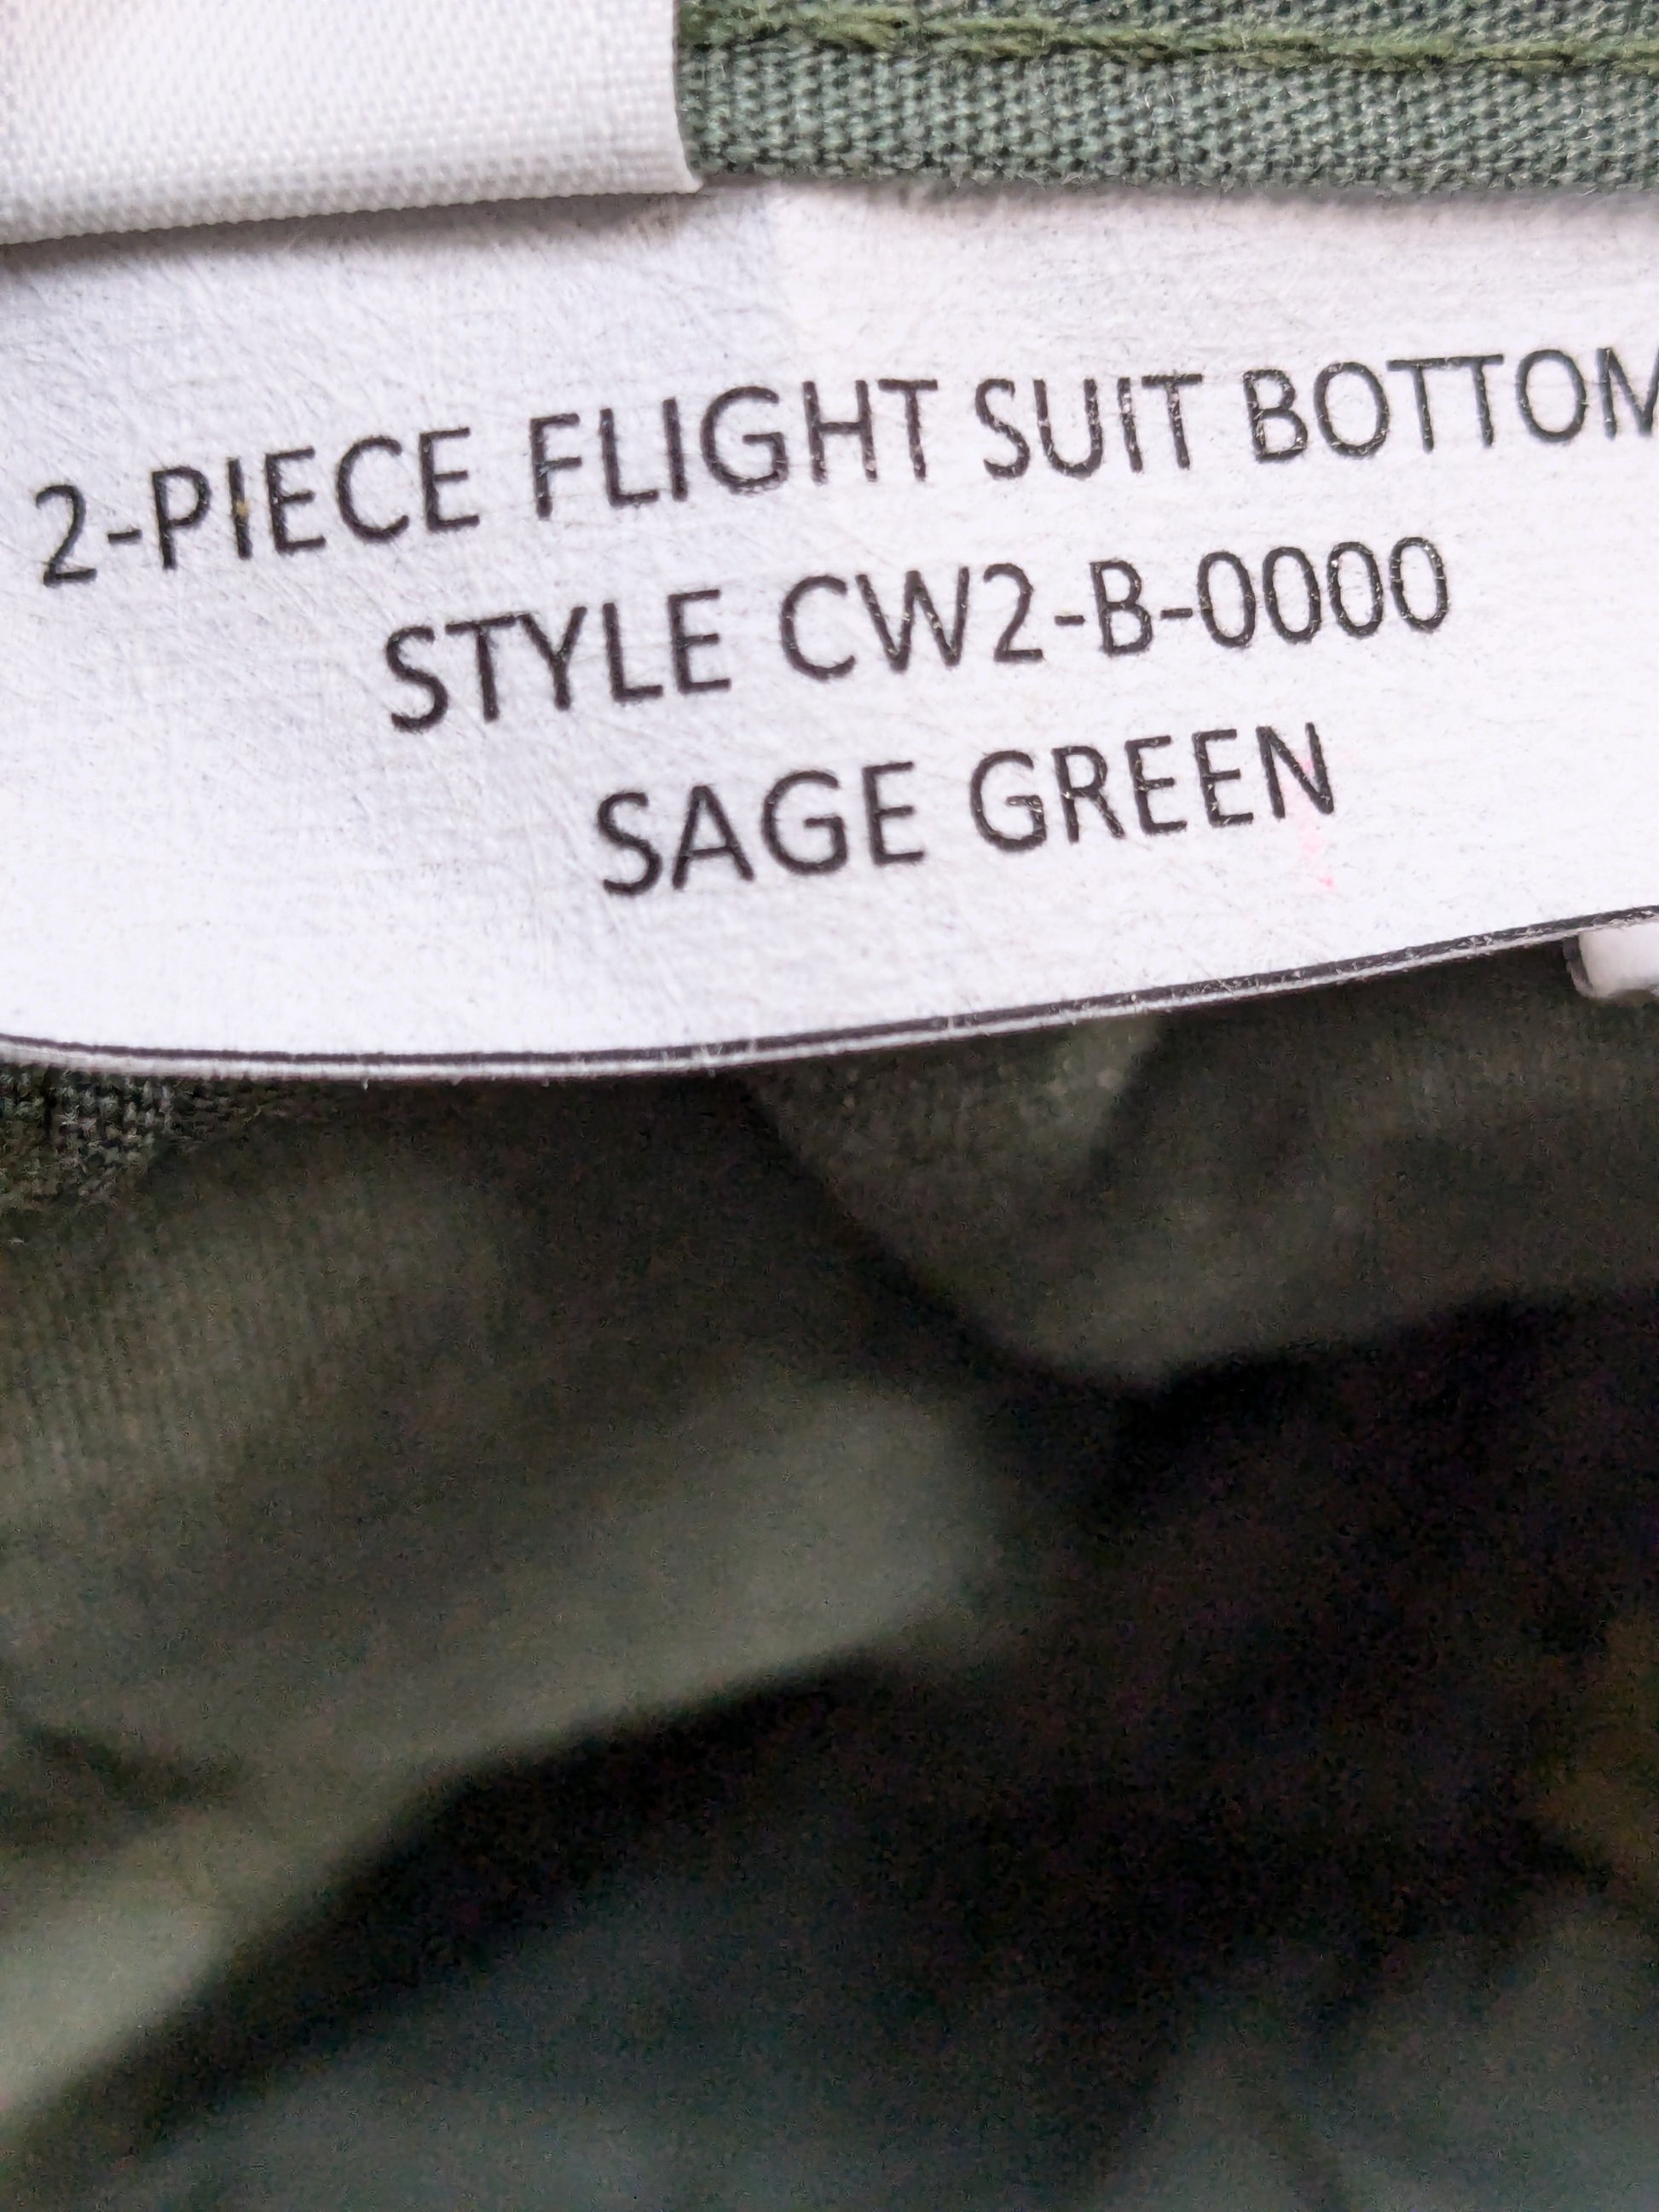 2-PIECE FLIGHT SUIT BOTTOM
STYLE CW2-B-0000
SAGE GREEN